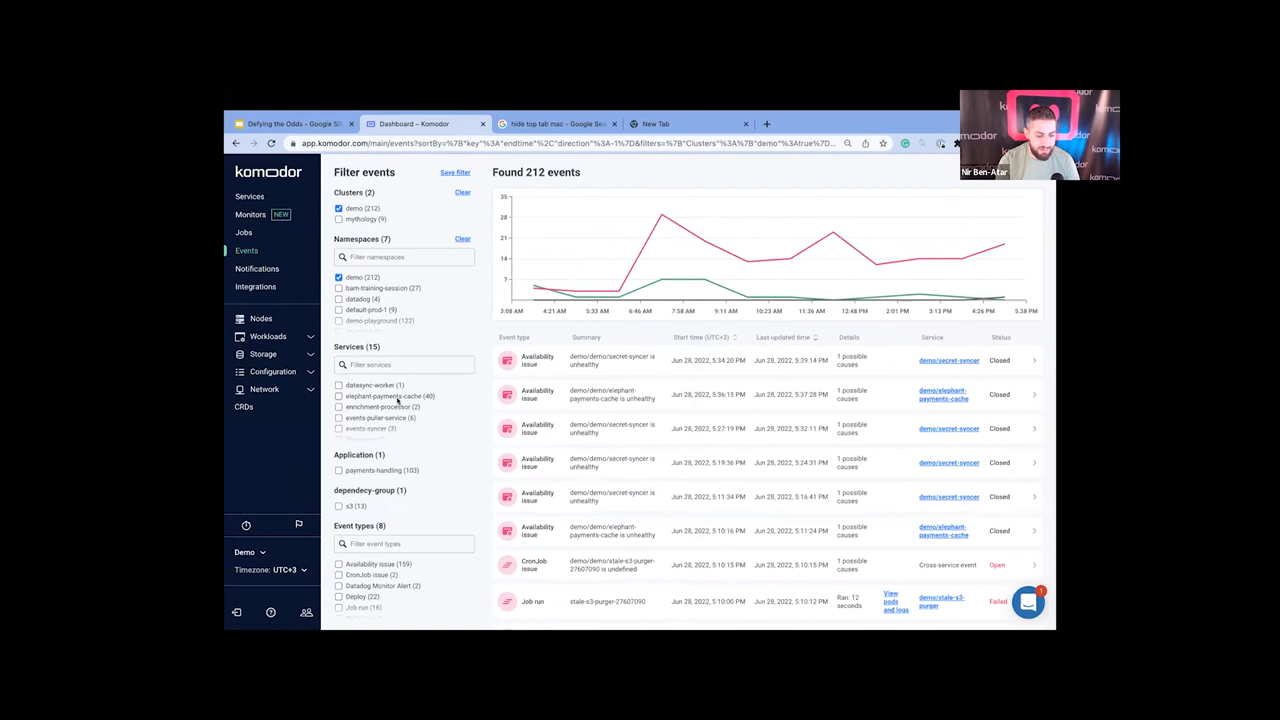 Defying the Odds - Google Sli
Dashboard – Komodor
hide top tab mac - Google Sea
New Tab
app.komodor.com/main/events?sortBy=%7B"key"%3A"endtime"%2C"direction"%3A-1%7D&filters=%7B"Clusters"%3A%7B"demo"%3Atrue%7D...
Nir Ben-Atar
komodor
Services
Monitors NEW
Jobs
Events
Notifications
Integrations
Nodes
Workloads
Storage
Configuration
Network
CRDs
Demo
Timezone: UTC+3
Filter events
Save filter
Clusters (2)
Clear
demo (212)
mythology (9)
Namespaces (7)
Clear
Filter namespaces
demo (212)
bam-training-session (27)
datadog (4)
default-prod-1 (9)
demo-playground (122)
Services (15)
Filter services
datasync-worker (1)
elephant-payments-cache (40)
enrichment-processor (2)
events-puller-service (6)
events-syncer (3)
Application (1)
payments-handling (103)
dependecy-group (1)
s3 (13)
Event types (8)
Filter event types
Availability issue (159)
CronJob issue (2)
Datadog Monitor Alert (2)
Deploy (22)
Job run (16)
Found 212 events
35
28
21
14
7
3:08 AM 4:21 AM 5:33 AM 6:46 AM 7:58 AM 9:11 AM 10:23 AM 11:36 AM 12:48 PM 2:01 PM 3:13 PM 4:26 PM 5:38 PM
Event type Summary Start time (UTC+3) Last updated time Details Service Status
Availability issue demo/demo/secret-syncer is unhealthy Jun 28, 2022, 5:34:20 PM Jun 28, 2022, 5:39:14 PM 1 possible causes demo/secret-syncer Closed
Availability issue demo/demo/elephant-payments-cache is unhealthy Jun 28, 2022, 5:36:15 PM Jun 28, 2022, 5:37:28 PM 1 possible causes demo/elephant-payments-cache Closed
Availability issue demo/demo/secret-syncer is unhealthy Jun 28, 2022, 5:27:19 PM Jun 28, 2022, 5:32:11 PM 1 possible causes demo/secret-syncer Closed
Availability issue demo/demo/secret-syncer is unhealthy Jun 28, 2022, 5:19:36 PM Jun 28, 2022, 5:24:31 PM 1 possible causes demo/secret-syncer Closed
Availability issue demo/demo/secret-syncer is unhealthy Jun 28, 2022, 5:11:34 PM Jun 28, 2022, 5:16:41 PM 1 possible causes demo/secret-syncer Closed
Availability issue demo/demo/elephant-payments-cache is unhealthy Jun 28, 2022, 5:10:16 PM Jun 28, 2022, 5:11:24 PM 1 possible causes demo/elephant-payments-cache Closed
CronJob issue demo/demo/stale-s3-purger-27607090 is undefined Jun 28, 2022, 5:10:15 PM Jun 28, 2022, 5:10:15 PM 1 possible causes Cross-service event Open
Job run stale-s3-purger-27607090 Jun 28, 2022, 5:10:00 PM Jun 28, 2022, 5:10:12 PM Ran: 12 seconds View pods and logs demo/stale-s3-purger Failed
1